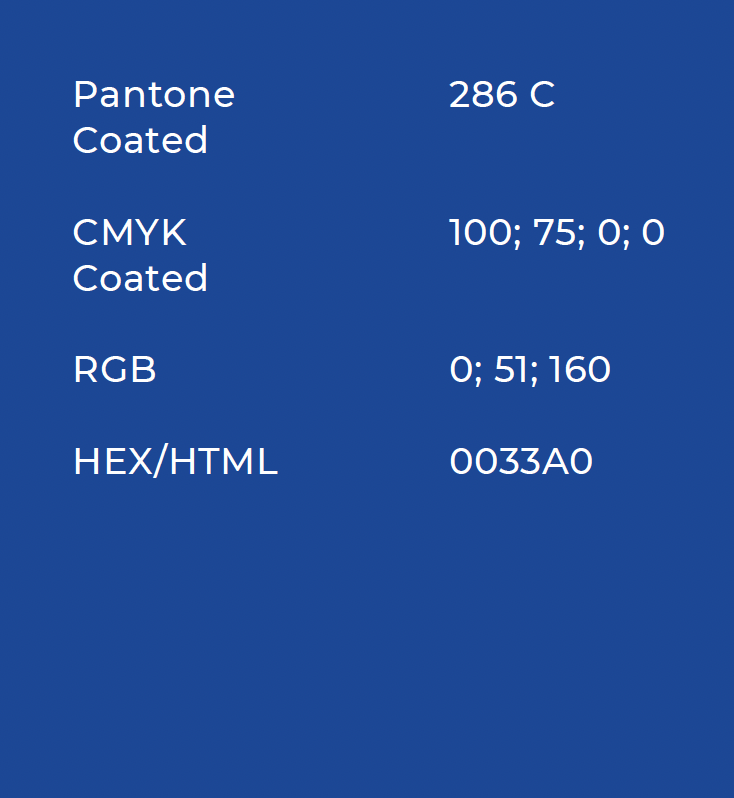 Pantone 286 C
Coated
CMYK 100; 75; 0; 0
Coated
RGB 0; 51; 160
HEX/HTML 0033A0